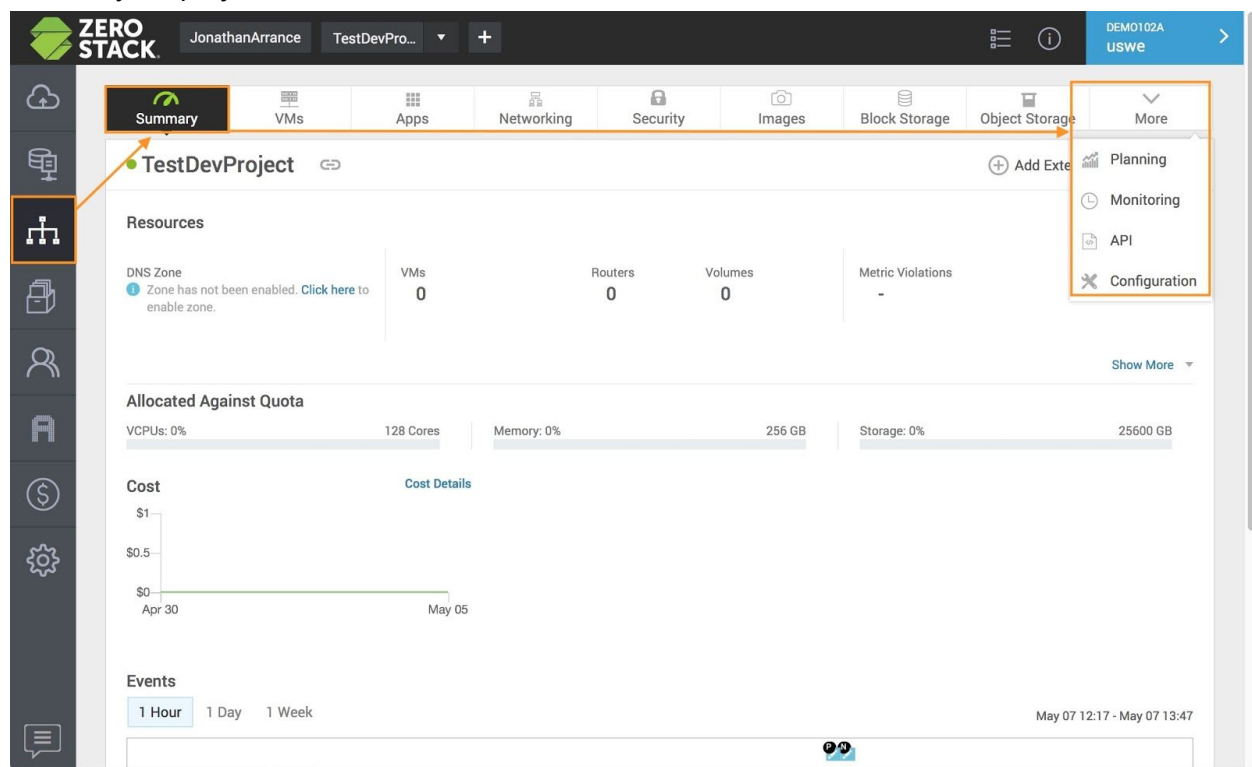 ZERO
STACK.
JonathanArrance TestDevPro... +
DEMO102A
uswe
Summary VMs Apps Networking Security Images Block Storage Object Storage More
TestDevProject
Add Exte
Planning
Monitoring
API
Configuration
Resources
DNS Zone
Zone has not been enabled. Click here to
enable zone.
VMs
0
Routers
0
Volumes
0
Metric Violations
-
Show More
Allocated Against Quota
VCPUs: 0% 128 Cores
Memory: 0% 256 GB
Storage: 0% 25600 GB
Cost Cost Details
$1
$0.5
$0
Apr 30 May 05
Events
1 Hour 1 Day 1 Week
May 07 12:17 - May 07 13:47
P N